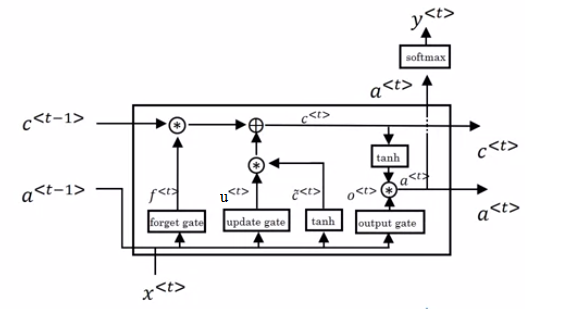 y<t>
softmax
a<t>
c<t-1>
c<t>
c<t>
tanh
a<t-1>
f<t>
u<t>
c̃<t>
o<t>
a<t>
a<t>
forget gate
update gate
tanh
output gate
x<t>